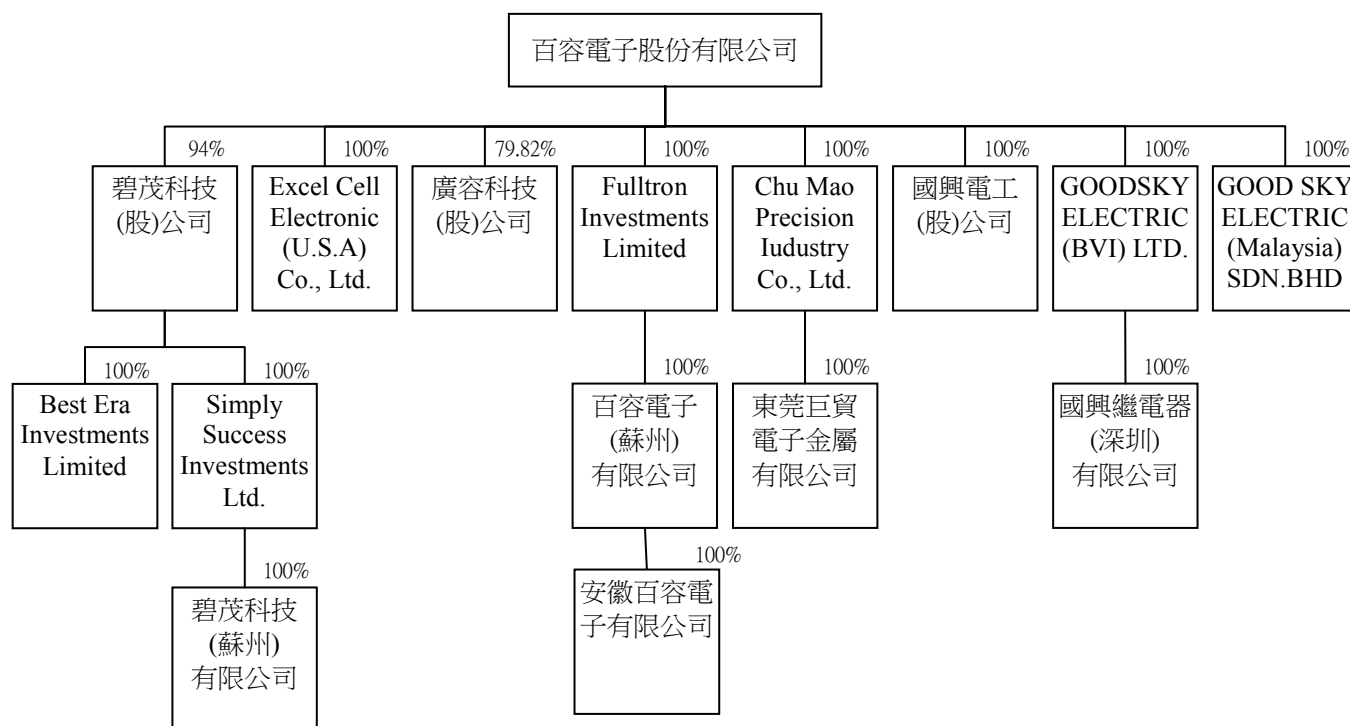 百容電子股份有限公司
94%
100%
79.82%
100%
100%
100%
100%
100%
碧茂科技
(股)公司
Excel Cell
Electronic
(U.S.A)
Co., Ltd.
廣容科技
(股)公司
Fulltron
Investments
Limited
Chu Mao
Precision
Iudustry
Co., Ltd.
國興電工
(股)公司
GOODSKY
ELECTRIC
(BVI) LTD.
GOOD SKY
ELECTRIC
(Malaysia)
SDN.BHD
100%
100%
100%
100%
100%
Best Era
Investments
Limited
Simply
Success
Investments
Ltd.
百容電子
(蘇州)
有限公司
東莞巨貿
電子金屬
有限公司
國興繼電器
(深圳)
有限公司
100%
100%
碧茂科技
(蘇州)
有限公司
安徽百容電
子有限公司